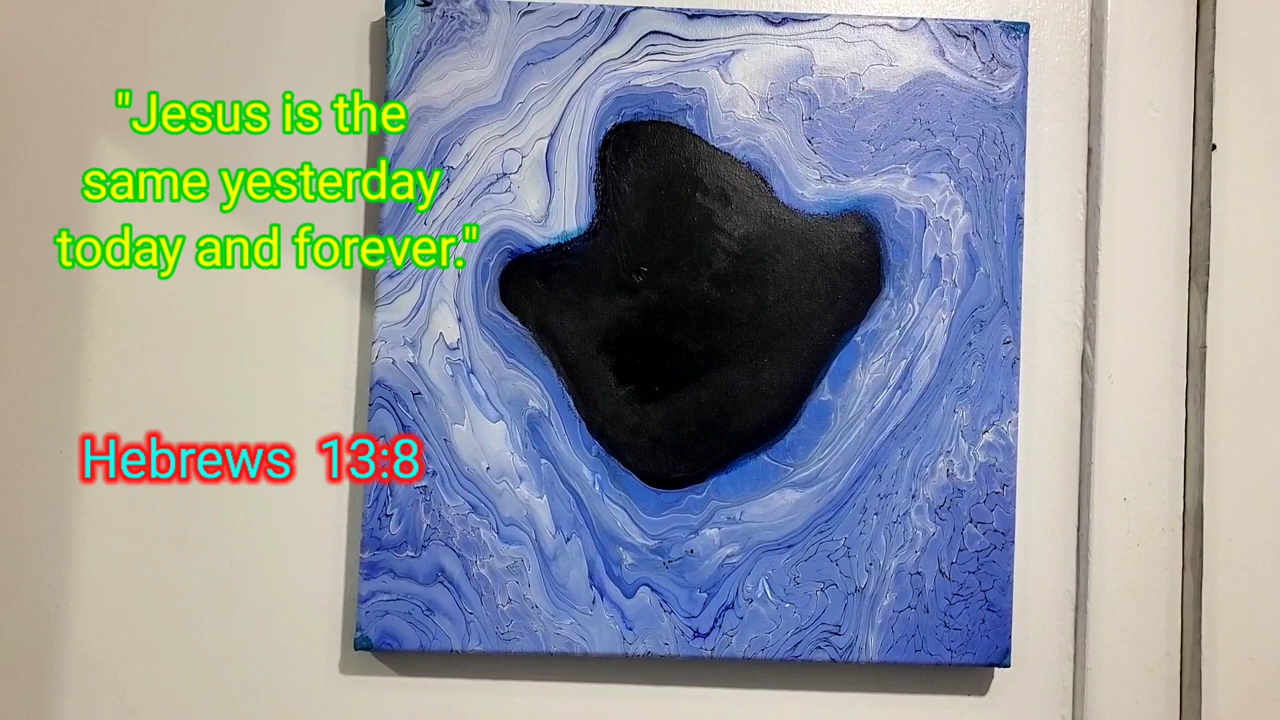 "Jesus is the
same yesterday
today and forever."
Hebrews 13:8